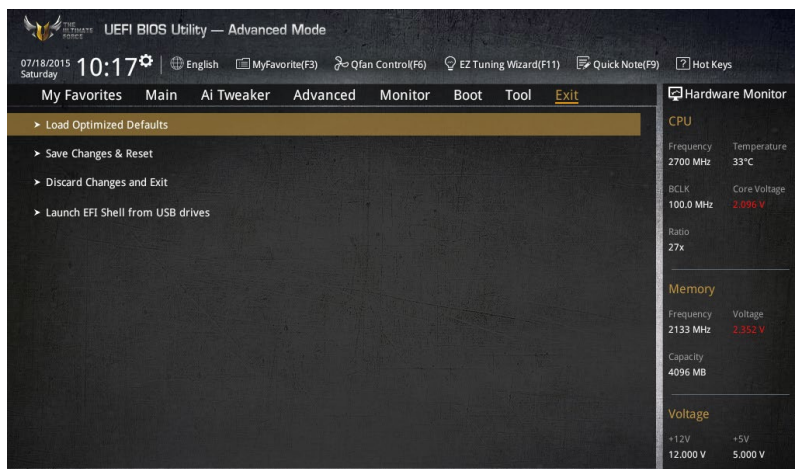 THE
ULTIMATE
FORCE
UEFI BIOS Utility — Advanced Mode
07/18/2015
Saturday
10:17
English
MyFavorite(F3)
Qfan Control(F6)
EZ Tuning Wizard(F11)
Quick Note(F9)
? Hot Keys
My Favorites Main Ai Tweaker Advanced Monitor Boot Tool Exit
Hardware Monitor
> Load Optimized Defaults
> Save Changes & Reset
> Discard Changes and Exit
> Launch EFI Shell from USB drives
CPU
Frequency Temperature
2700 MHz 33°C
BCLK Core Voltage
100.0 MHz 2.096 V
Ratio
27x
Memory
Frequency Voltage
2133 MHz 2.352 V
Capacity
4096 MB
Voltage
+12V +5V
12.000 V 5.000 V